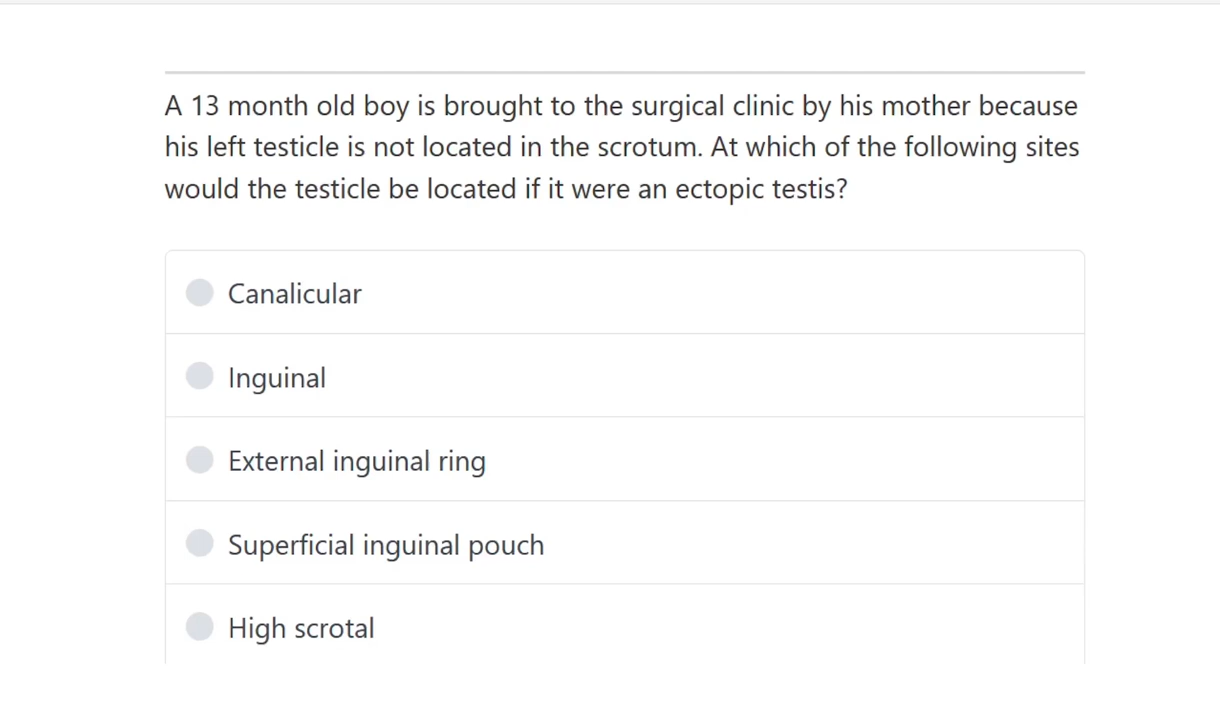 A 13 month old boy is brought to the surgical clinic by his mother because
his left testicle is not located in the scrotum. At which of the following sites
would the testicle be located if it were an ectopic testis?
Canalicular
Inguinal
External inguinal ring
Superficial inguinal pouch
High scrotal